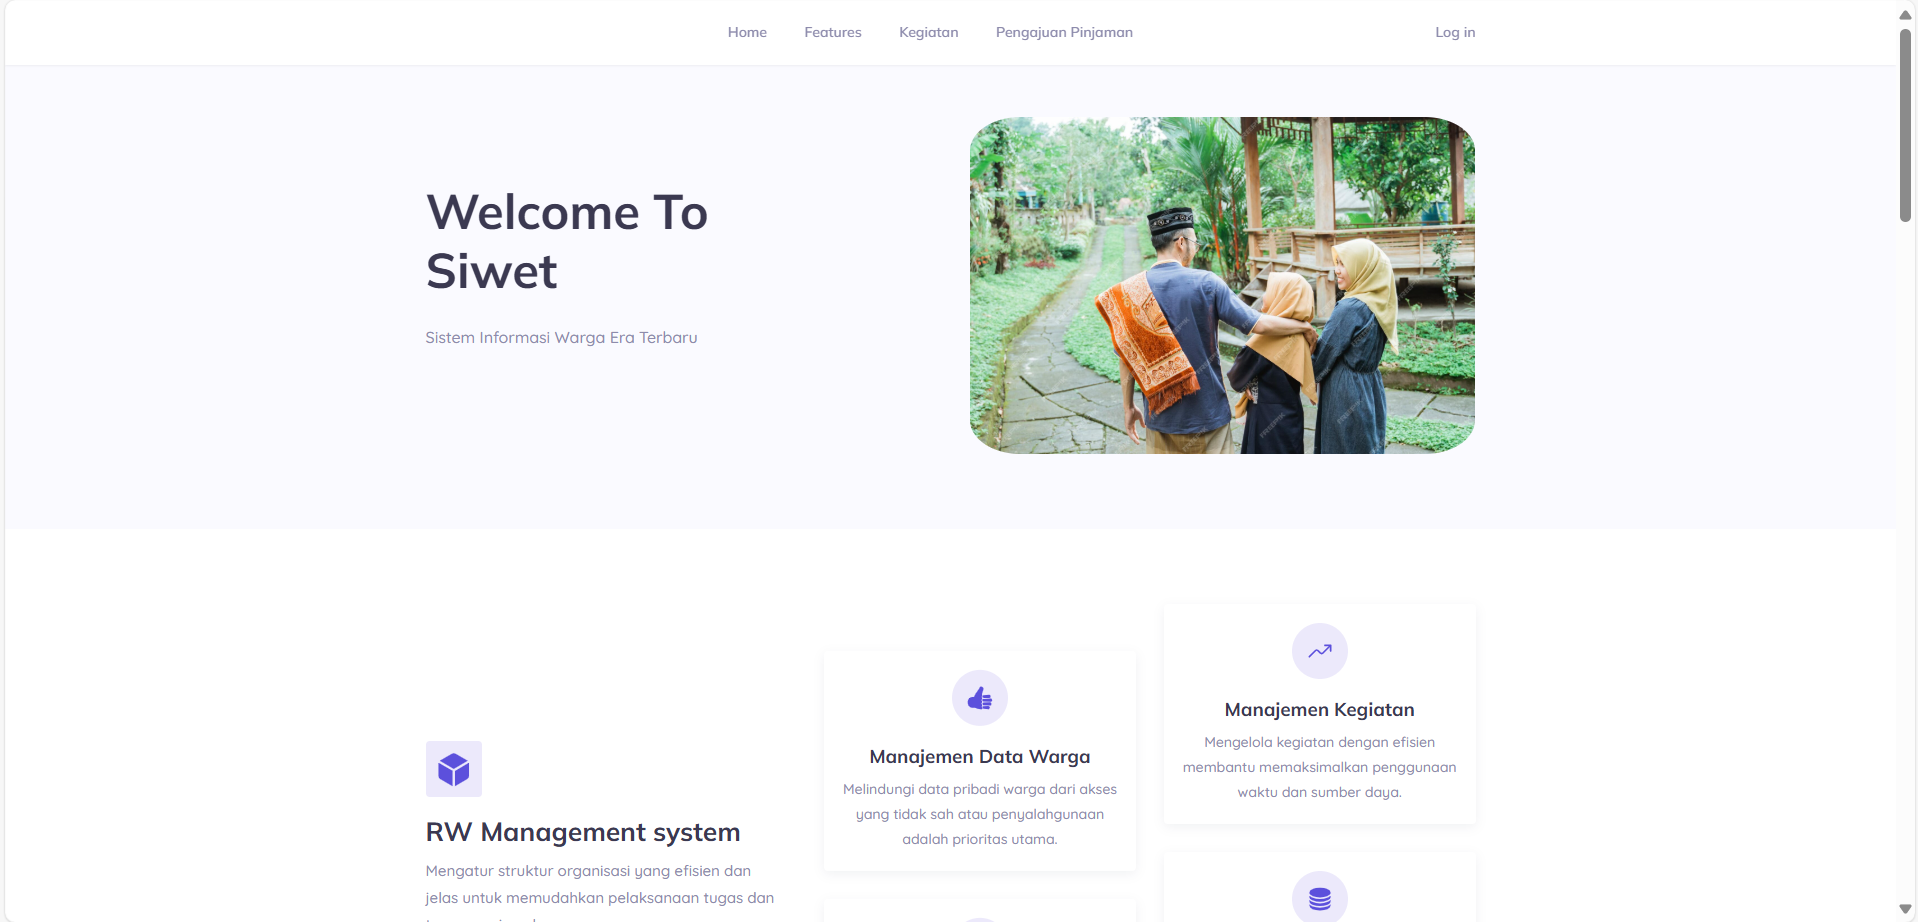 Home Features Kegiatan Pengajuan Pinjaman Log in
Welcome To
Siwet
Sistem Informasi Warga Era Terbaru
Manajemen Kegiatan
Mengelola kegiatan dengan efisien
membantu memaksimalkan penggunaan
waktu dan sumber daya.
Manajemen Data Warga
Melindungi data pribadi warga dari akses
yang tidak sah atau penyalahgunaan
adalah prioritas utama.
RW Management system
Mengatur struktur organisasi yang efisien dan
jelas untuk memudahkan pelaksanaan tugas dan